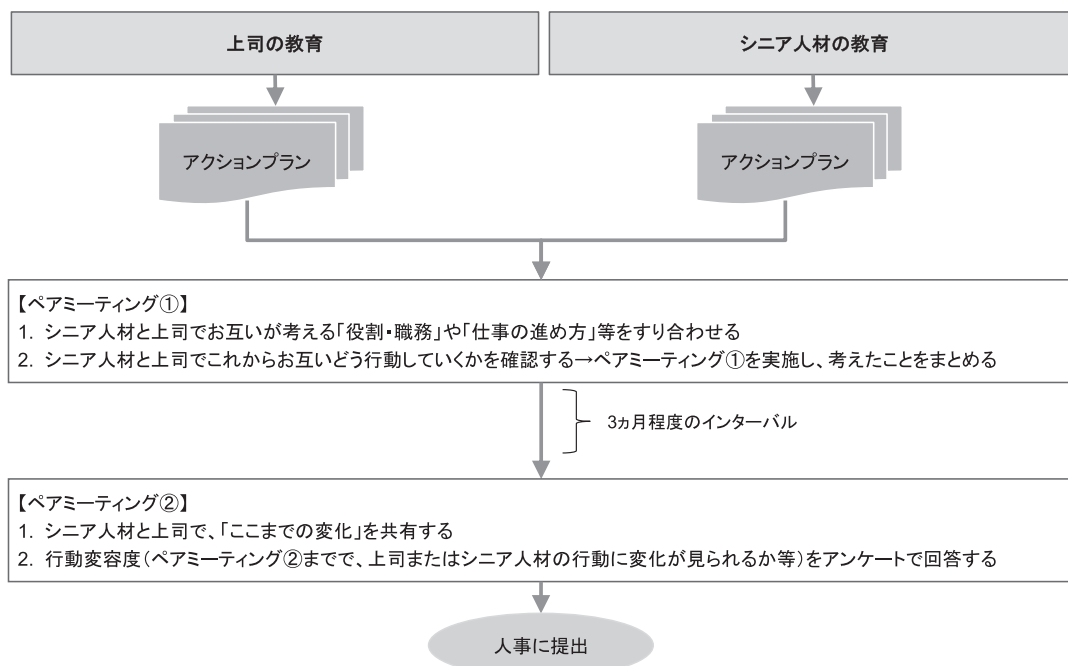 上司の教育
シニア人材の教育
アクションプラン
アクションプラン
【ペアミーティング①】
1. シニア人材と上司でお互いが考える「役割・職務」や「仕事の進め方」等をすり合わせる
2. シニア人材と上司でこれからお互いどう行動していくかを確認する→ペアミーティング①を実施し、考えたことをまとめる
3ヵ月程度のインターバル
【ペアミーティング②】
1. シニア人材と上司で、「ここまでの変化」を共有する
2. 行動変容度（ペアミーティング②までで、上司またはシニア人材の行動に変化が見られるか等）をアンケートで回答する
人事に提出